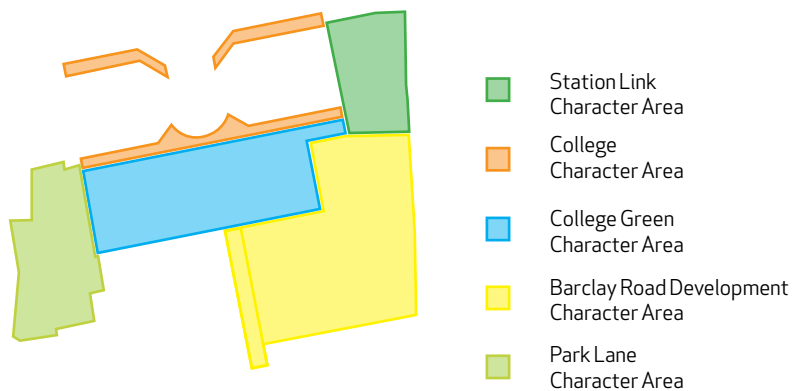 Station Link
Character Area
College
Character Area
College Green
Character Area
Barclay Road Development
Character Area
Park Lane
Character Area